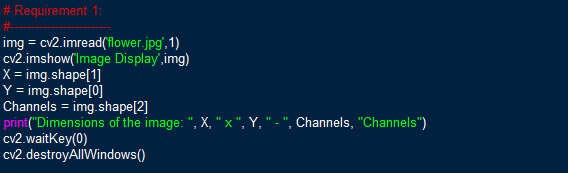 # Requirement 1:
#-------------------------
img = cv2.imread('flower.jpg',1)
cv2.imshow('Image Display',img)
X = img.shape[1]
Y = img.shape[0]
Channels = img.shape[2]
print("Dimensions of the image: ", X, " x ", Y, " - ", Channels, "Channels")
cv2.waitKey(0)
cv2.destroyAllWindows()